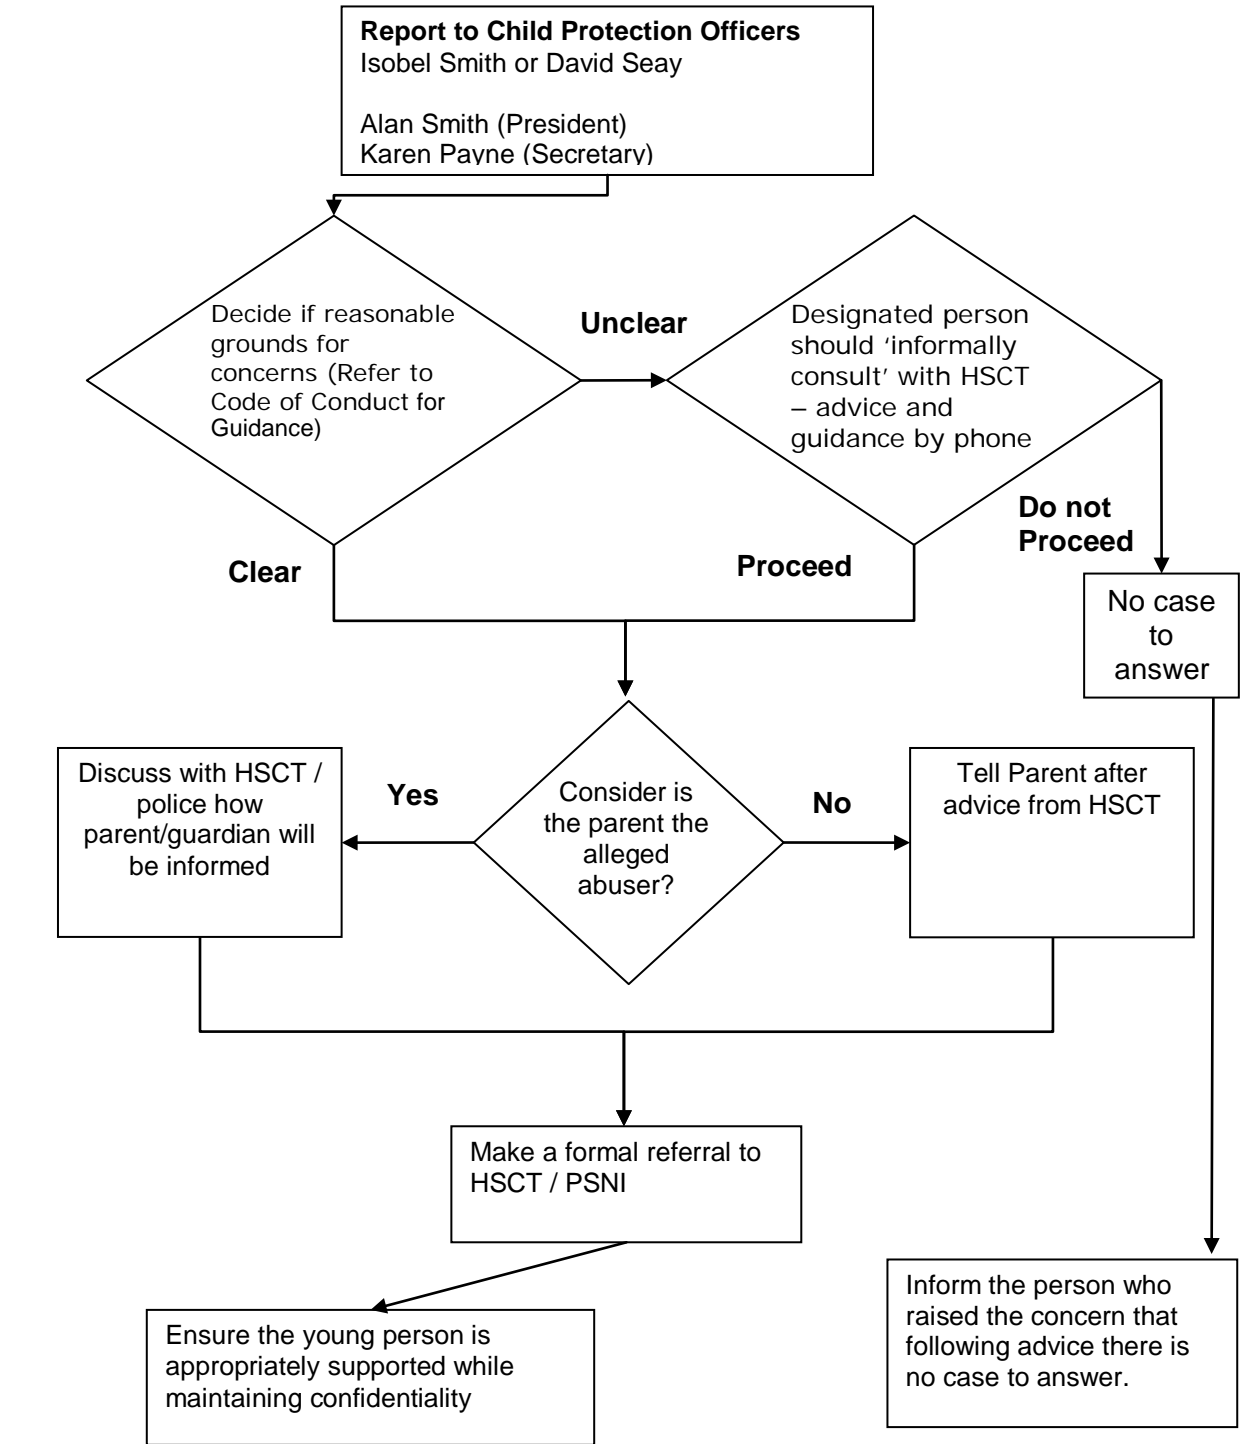 Report to Child Protection Officers
Isobel Smith or David Seay
Alan Smith (President)
Karen Payne (Secretary)
Decide if reasonable
grounds for
concerns (Refer to
Code of Conduct for
Guidance)
Unclear
Designated person
should ‘informally
consult’ with HSCT
– advice and
guidance by phone
Do not
Proceed
Clear
Proceed
No case
to
answer
Discuss with HSCT /
police how
parent/guardian will
be informed
Yes
Consider is
the parent the
alleged
abuser?
No
Tell Parent after
advice from HSCT
Make a formal referral to
HSCT / PSNI
Ensure the young person is
appropriately supported while
maintaining confidentiality
Inform the person who
raised the concern that
following advice there is
no case to answer.